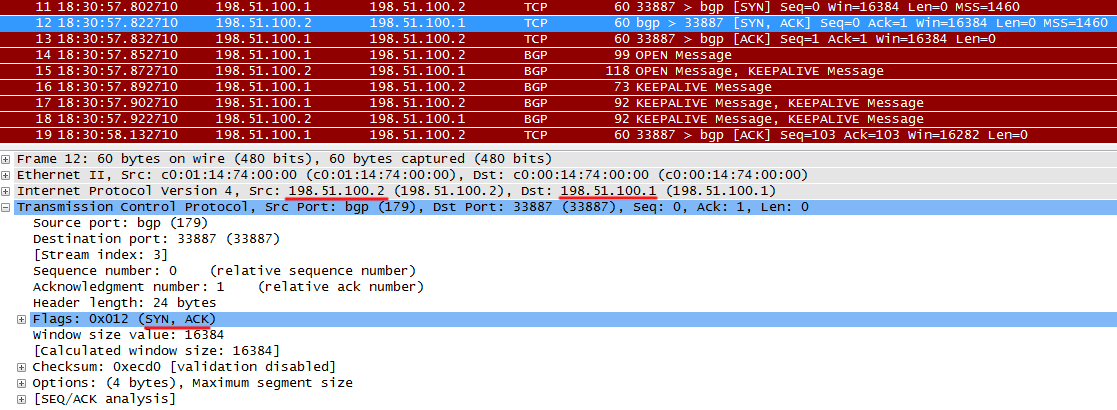 11 18:30:57.802710 198.51.100.1 198.51.100.2 TCP 60 33887 > bgp [SYN] Seq=0 Win=16384 Len=0 MSS=1460
12 18:30:57.822710 198.51.100.2 198.51.100.1 TCP 60 bgp > 33887 [SYN, ACK] Seq=0 Ack=1 Win=16384 Len=0 MSS=1460
13 18:30:57.832710 198.51.100.1 198.51.100.2 TCP 60 33887 > bgp [ACK] Seq=1 Ack=1 Win=16384 Len=0
14 18:30:57.852710 198.51.100.1 198.51.100.2 BGP 99 OPEN Message
15 18:30:57.872710 198.51.100.2 198.51.100.1 BGP 118 OPEN Message, KEEPALIVE Message
16 18:30:57.892710 198.51.100.1 198.51.100.2 BGP 73 KEEPALIVE Message
17 18:30:57.902710 198.51.100.1 198.51.100.2 BGP 92 KEEPALIVE Message, KEEPALIVE Message
18 18:30:57.922710 198.51.100.2 198.51.100.1 BGP 92 KEEPALIVE Message, KEEPALIVE Message
19 18:30:58.132710 198.51.100.1 198.51.100.2 TCP 60 33887 > bgp [ACK] Seq=103 Ack=103 Win=16282 Len=0
Frame 12: 60 bytes on wire (480 bits), 60 bytes captured (480 bits)
Ethernet II, Src: c0:01:14:74:00:00 (c0:01:14:74:00:00), Dst: c0:00:14:74:00:00 (c0:00:14:74:00:00)
Internet Protocol Version 4, Src: 198.51.100.2 (198.51.100.2), Dst: 198.51.100.1 (198.51.100.1)
Transmission Control Protocol, Src Port: bgp (179), Dst Port: 33887 (33887), Seq: 0, Ack: 1, Len: 0
Source port: bgp (179)
Destination port: 33887 (33887)
[Stream index: 3]
Sequence number: 0 (relative sequence number)
Acknowledgment number: 1 (relative ack number)
Header length: 24 bytes
Flags: 0x012 (SYN, ACK)
Window size value: 16384
[Calculated window size: 16384]
Checksum: 0xecd0 [validation disabled]
Options: (4 bytes), Maximum segment size
[SEQ/ACK analysis]